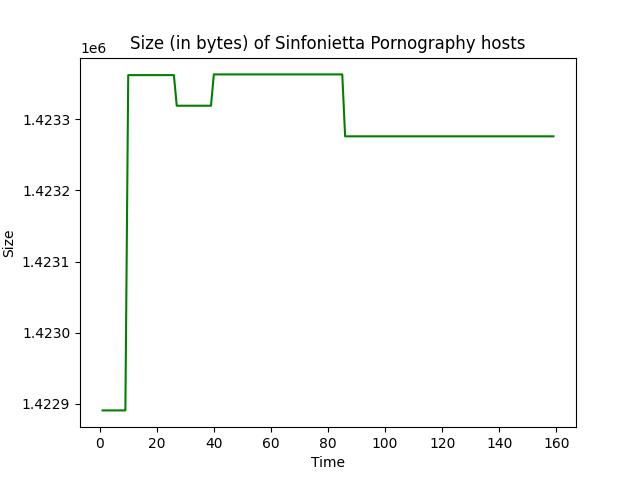 Size (in bytes) of Sinfonietta Pornography hosts
1e6
1.4233
1.4232
1.4231
1.4230
1.4229
Size
0 20 40 60 80 100 120 140 160
Time